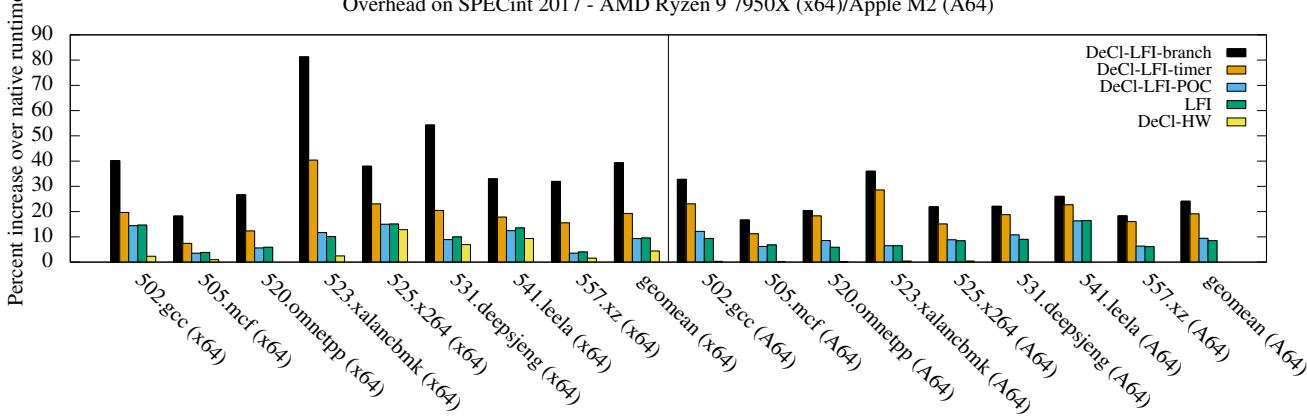 Overhead on SPECint 2017 - AMD Ryzen 9 7950X (x64)/Apple M2 (A64)
Percent increase over native runtime
90
80
70
60
50
40
30
20
10
0
DeCl-LFI-branch
DeCl-LFI-timer
DeCl-LFI-POC
LFI
DeCl-HW
502.gcc (x64)
505.mcf (x64)
520.omnetpp (x64)
523.xalancbmk (x64)
525.x264 (x64)
531.deepsjeng (x64)
541.leela (x64)
557.xz (x64)
geomean (x64)
502.gcc (A64)
505.mcf (A64)
520.omnetpp (A64)
523.xalancbmk (A64)
525.x264 (A64)
531.deepsjeng (A64)
541.leela (A64)
557.xz (A64)
geomean (A64)